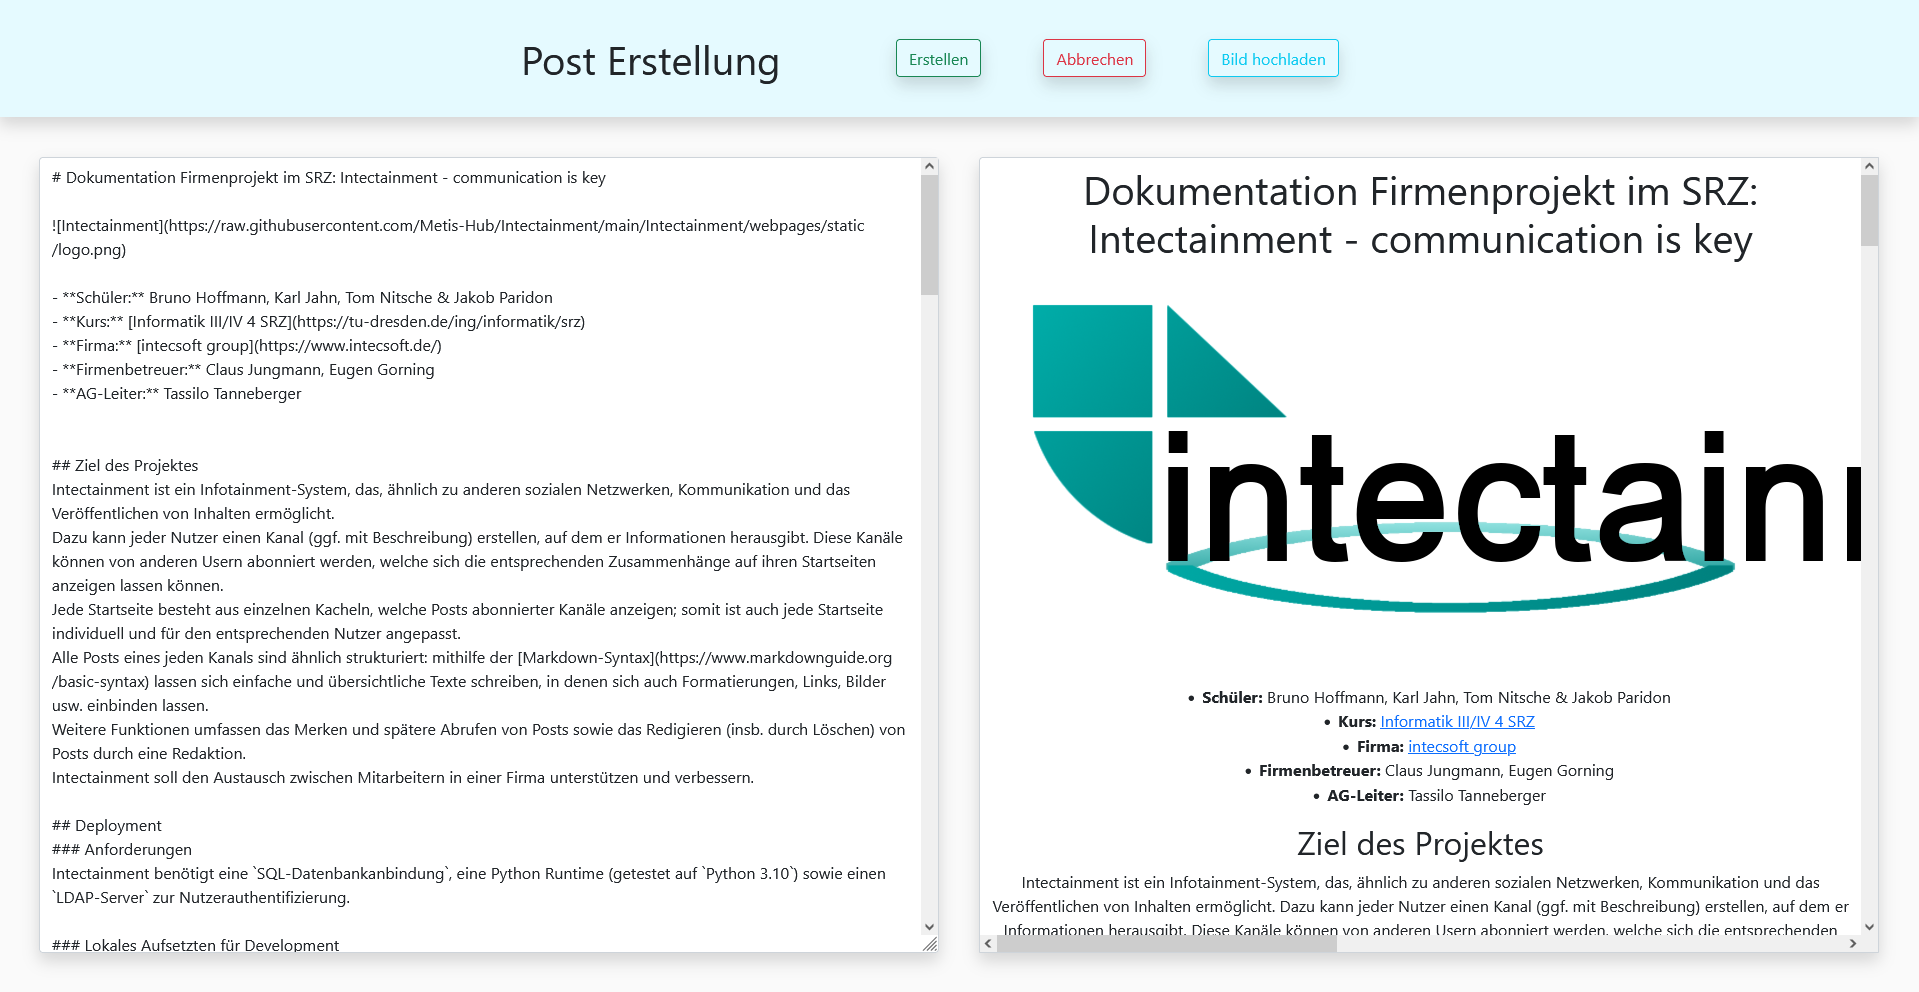 Post Erstellung
Erstellen
Abbrechen
Bild hochladen
# Dokumentation Firmenprojekt im SRZ: Intectainment - communication is key
![Intectainment](https://raw.githubusercontent.com/Metis-Hub/Intectainment/main/Intectainment/webpages/static
/logo.png)
- **Schüler:** Bruno Hoffmann, Karl Jahn, Tom Nitsche & Jakob Paridon
- **Kurs:** [Informatik III/IV 4 SRZ](https://tu-dresden.de/ing/informatik/srz)
- **Firma:** [intecsoft group](https://www.intecsoft.de/)
- **Firmenbetreuer:** Claus Jungmann, Eugen Gorning
- **AG-Leiter:** Tassilo Tanneberger
## Ziel des Projektes
Intectainment ist ein Infotainment-System, das, ähnlich zu anderen sozialen Netzwerken, Kommunikation und das
Veröffentlichen von Inhalten ermöglicht.
Dazu kann jeder Nutzer einen Kanal (ggf. mit Beschreibung) erstellen, auf dem er Informationen herausgibt. Diese Kanäle
können von anderen Usern abonniert werden, welche sich die entsprechenden Zusammenhänge auf ihren Startseiten
anzeigen lassen können.
Jede Startseite besteht aus einzelnen Kacheln, welche Posts abonnierter Kanäle anzeigen; somit ist auch jede Startseite
individuell und für den entsprechenden Nutzer angepasst.
Alle Posts eines jeden Kanals sind ähnlich strukturiert: mithilfe der [Markdown-Syntax](https://www.markdownguide.org
/basic-syntax) lassen sich einfache und übersichtliche Texte schreiben, in denen sich auch Formatierungen, Links, Bilder
usw. einbinden lassen.
Weitere Funktionen umfassen das Merken und spätere Abrufen von Posts sowie das Redigieren (insb. durch Löschen) von
Posts durch eine Redaktion.
Intectainment soll den Austausch zwischen Mitarbeitern in einer Firma unterstützen und verbessern.
## Deployment
### Anforderungen
Intectainment benötigt eine `SQL-Datenbankanbindung`, eine Python Runtime (getestet auf `Python 3.10`) sowie einen
`LDAP-Server` zur Nutzerauthentifizierung.
### Lokales Aufsetzten für Development
Dokumentation Firmenprojekt im SRZ:
Intectainment - communication is key
intectain
• Schüler: Bruno Hoffmann, Karl Jahn, Tom Nitsche & Jakob Paridon
• Kurs: Informatik III/IV 4 SRZ
• Firma: intecsoft group
• Firmenbetreuer: Claus Jungmann, Eugen Gorning
• AG-Leiter: Tassilo Tanneberger
Ziel des Projektes
Intectainment ist ein Infotainment-System, das, ähnlich zu anderen sozialen Netzwerken, Kommunikation und das
Veröffentlichen von Inhalten ermöglicht. Dazu kann jeder Nutzer einen Kanal (ggf. mit Beschreibung) erstellen, auf dem er
Informationen herausgibt. Diese Kanäle können von anderen Usern abonniert werden, welche sich die entsprechenden